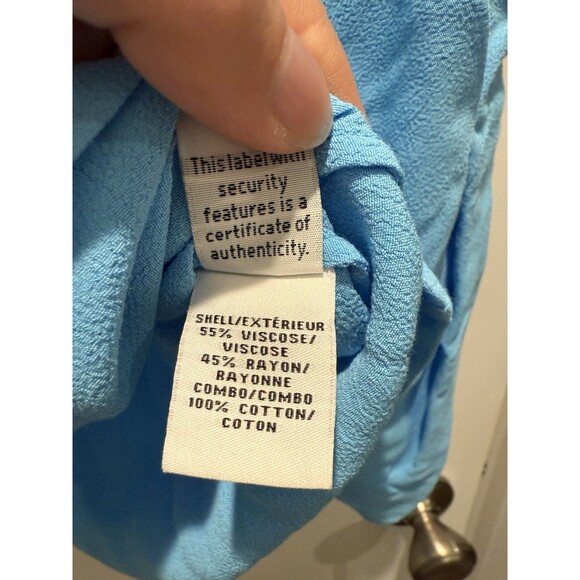 This label with
security
features is a
certificate of
authenticity.
SHELL/EXTÉRIEUR
55% VISCOSE/
VISCOSE
45% RAYON/
RAYONNE
COMBO/COMBO
100% COTTON/
COTON